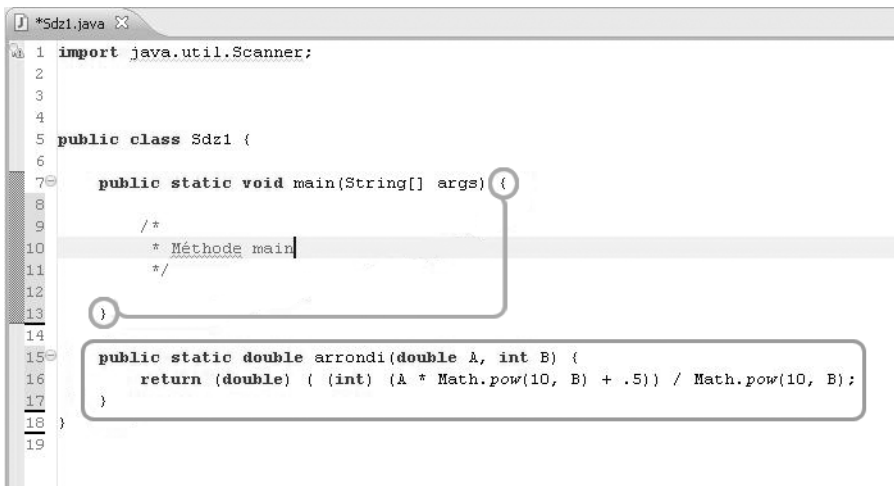 *Sdz1.java
1 import java.util.Scanner;
2
3
4
5 public class Sdz1 {
6
7 public static void main(String[] args) {
8
9 /*
10 * Méthode main
11 */
12
13 }
14
15 public static double arrondi(double A, int B) {
16 return (double) ( (int) (A * Math.pow(10, B) + .5)) / Math.pow(10, B);
17 }
18 }
19